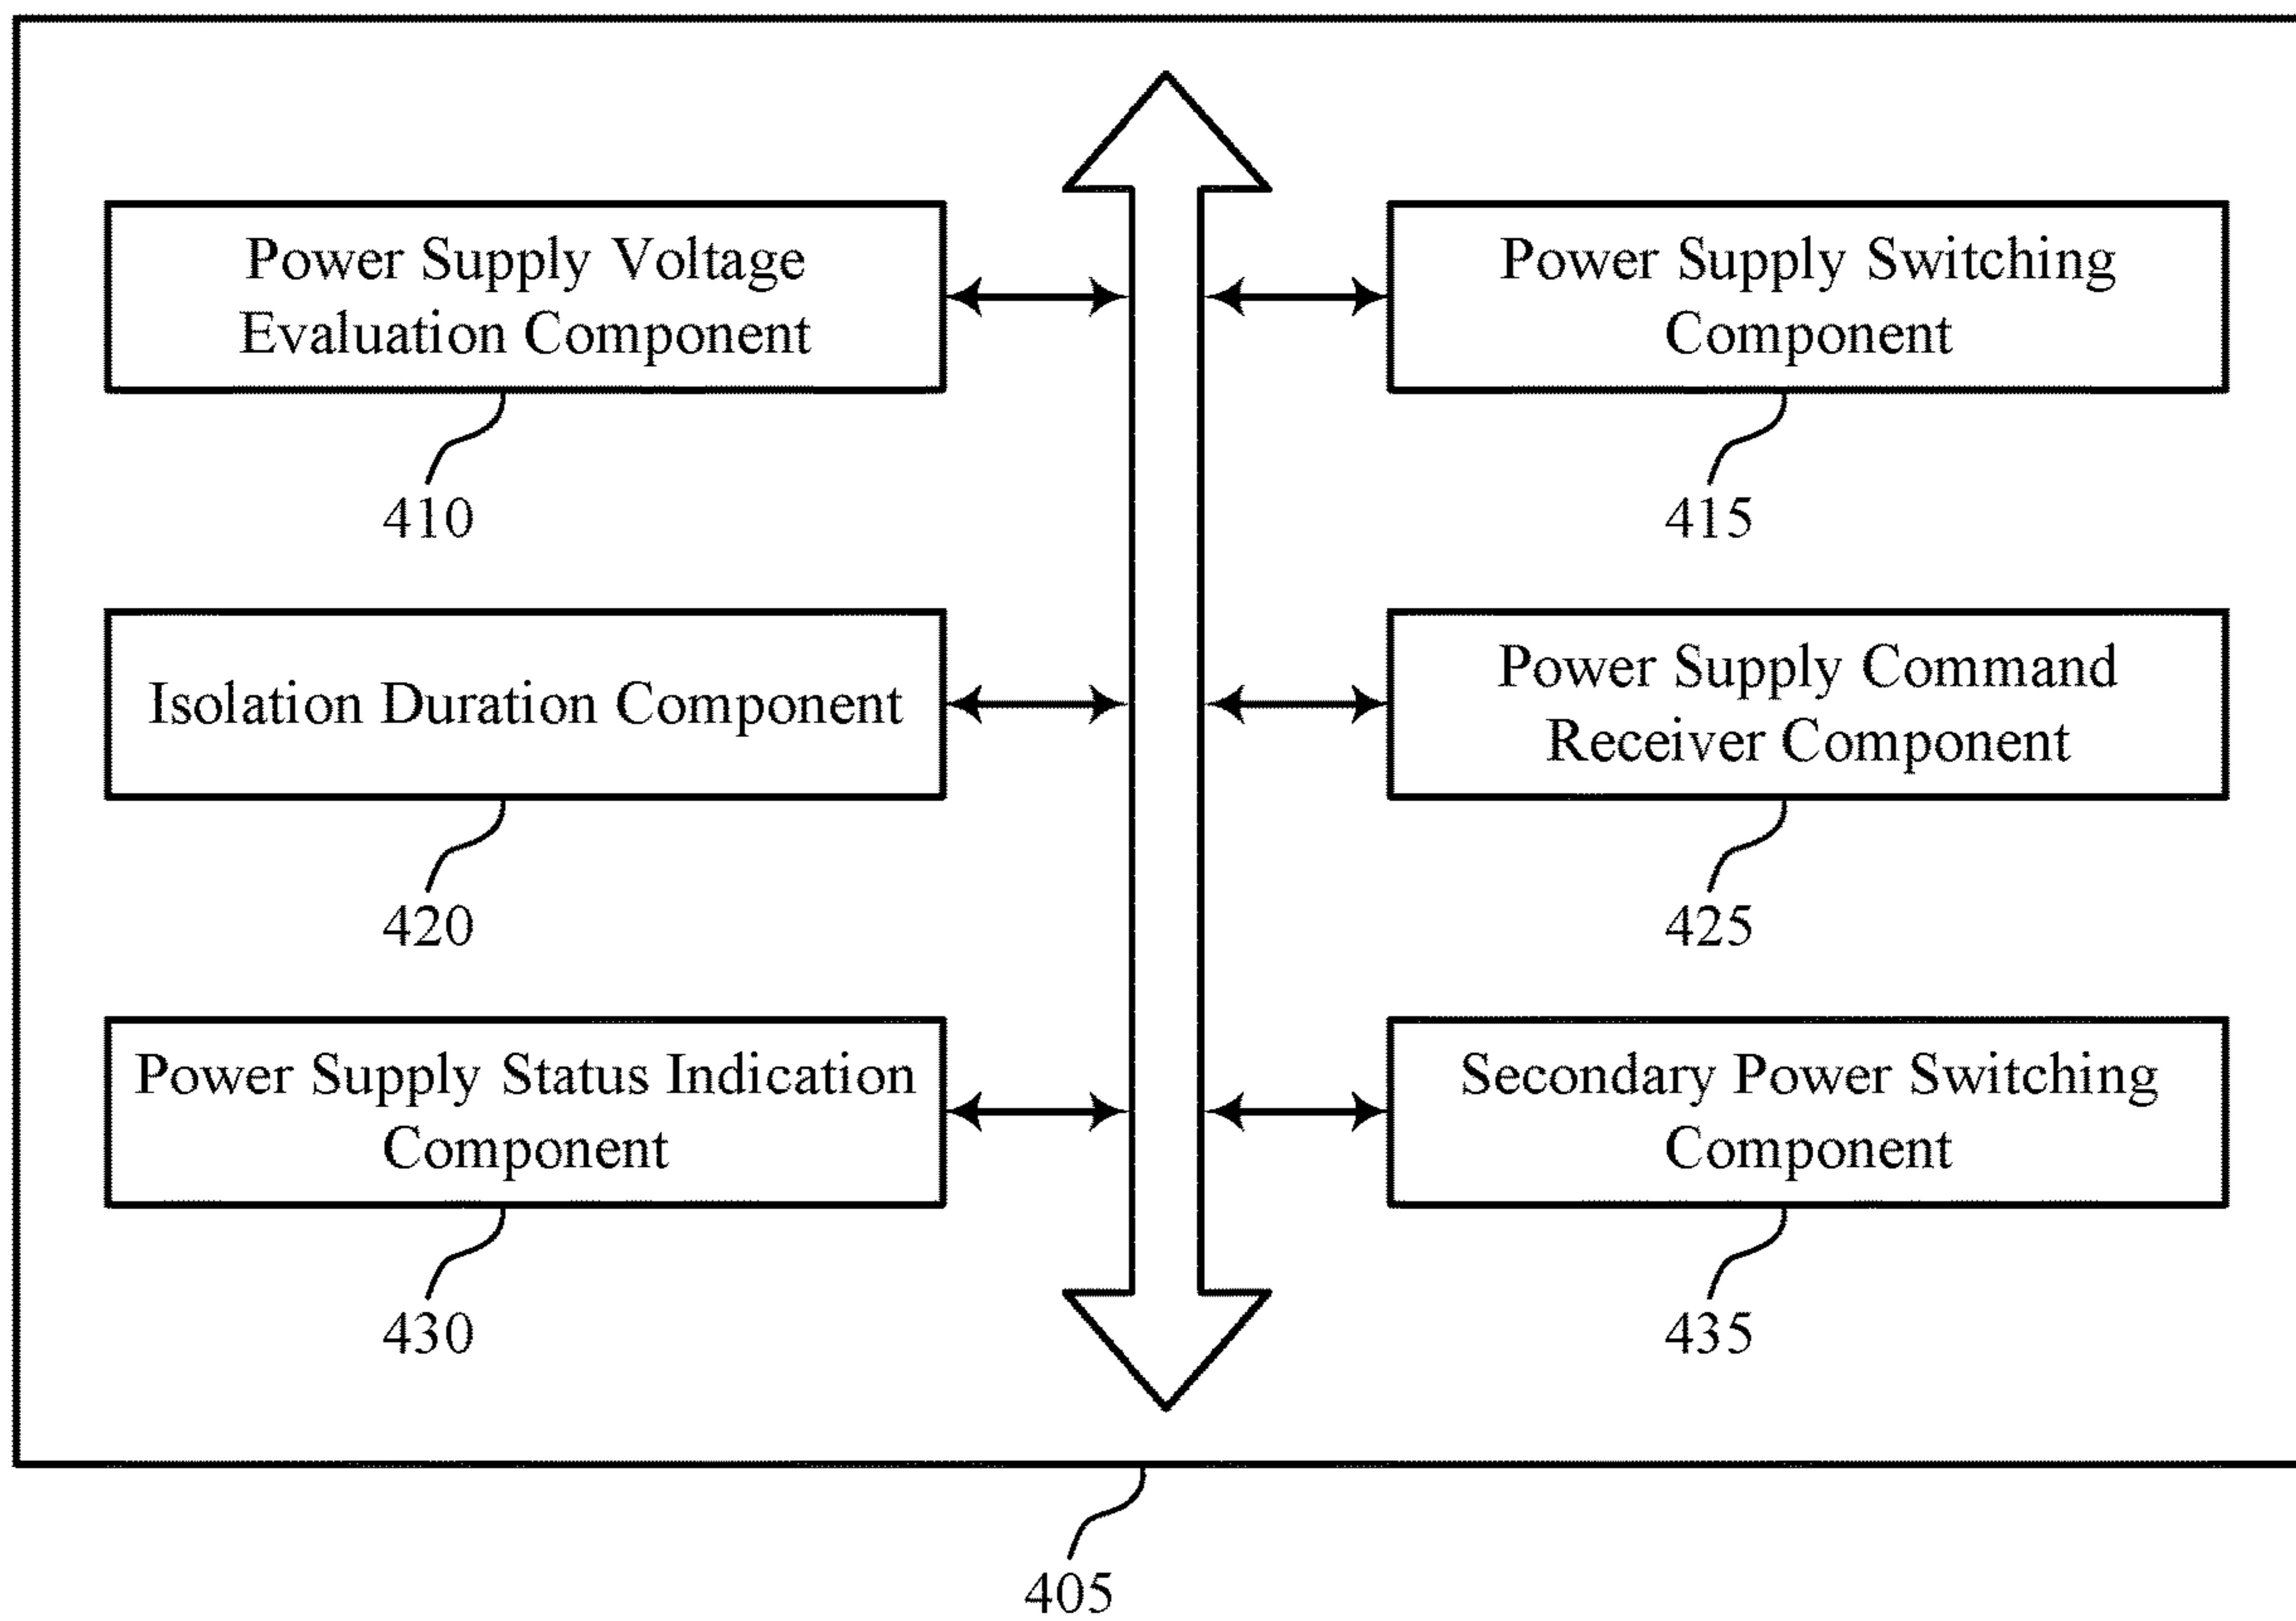 Power Supply Voltage
Evaluation Component
410
Power Supply Switching
Component
415
Isolation Duration Component
420
Power Supply Command
Receiver Component
425
Power Supply Status Indication
Component
430
Secondary Power Switching
Component
435
405